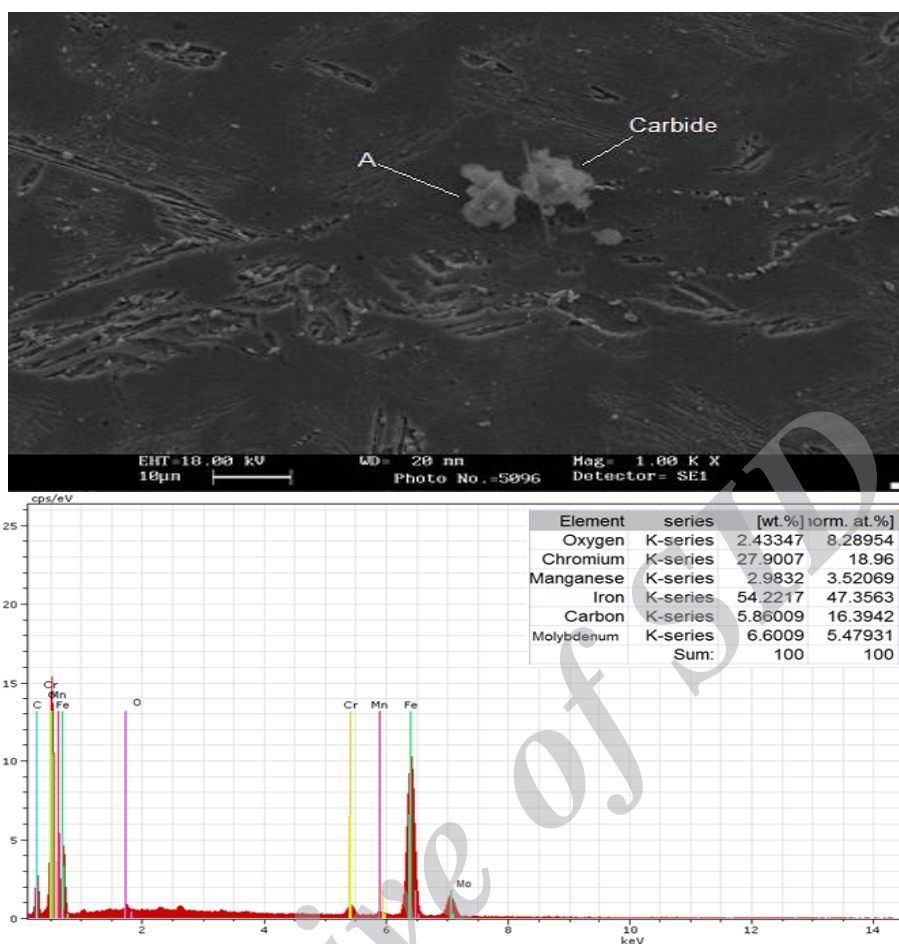 Carbide
A
EHT=18.00 kV WD= 20 mm Mag= 1.00 K X
10µm Photo No.=5096 Detector= SE1
cps/eV
Element series [wt.%] norm. at.%]
Oxygen K-series 2.43347 8.28954
Chromium K-series 27.9007 18.96
Manganese K-series 2.9832 3.52069
Iron K-series 54.2217 47.3563
Carbon K-series 5.86009 16.3942
Molybdenum K-series 6.6009 5.47931
Sum: 100 100
25
20
15
10
5
0
Cr
O Mn
C Fe O Cr Mn Fe
Mo
2 4 6 8 10 12 14
keV
ive of SID